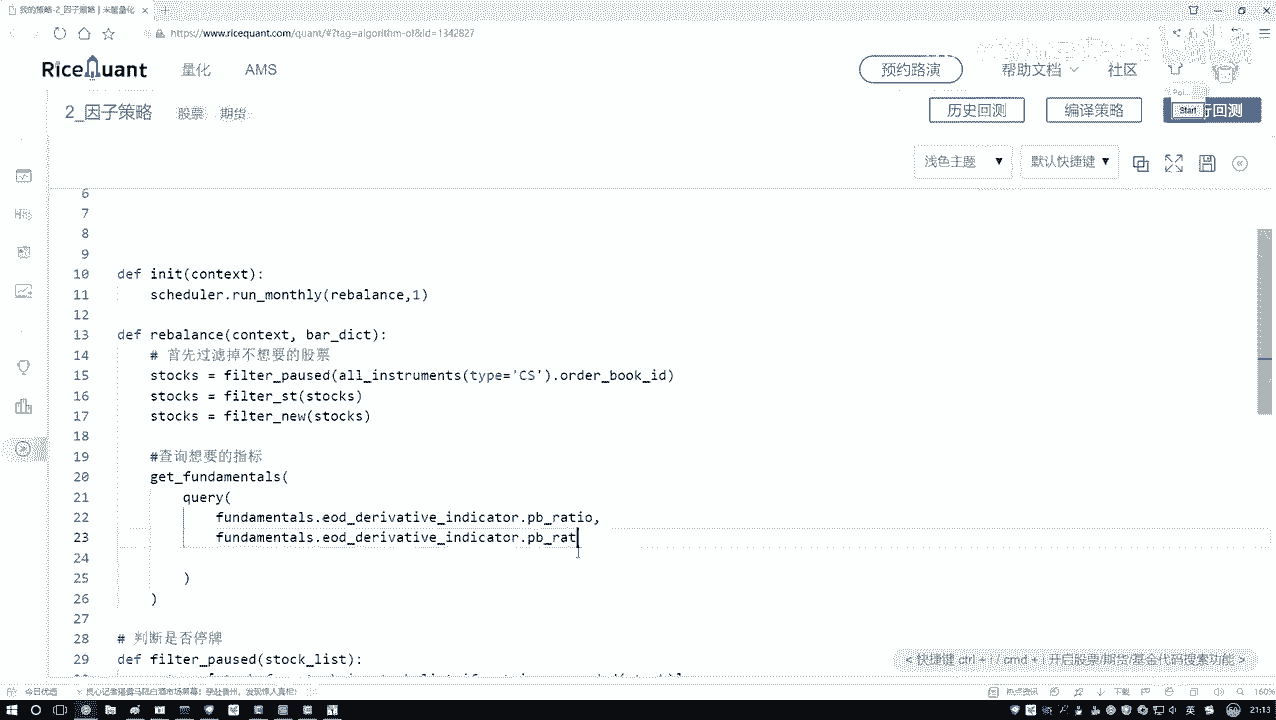 我的策略-2_因子策略 | 米筐量化
https://www.ricequant.com/quant/#?tag=algorithm-ol&id=1342827
RiceQuant 量化 AMS 预约路演 帮助文档 社区
2_因子策略 股票 期货 历史回测 编译策略 Start 行回测
浅色主题 ▼ 默认快捷键 ▼
6
7
8
9
10 def init(context):
11 scheduler.run_monthly(rebalance,1)
12
13 def rebalance(context, bar_dict):
14 # 首先过滤掉不想要的股票
15 stocks = filter_paused(all_instruments(type='CS').order_book_id)
16 stocks = filter_st(stocks)
17 stocks = filter_new(stocks)
18
19 #查询想要的指标
20 get_fundamentals(
21 query(
22 fundamentals.eod_derivative_indicator.pb_ratio,
23 fundamentals.eod_derivative_indicator.pb_rat
24
25 )
26 )
27
28 # 判断是否停牌
29 def filter_paused(stock_list):
< 快捷键 ctrl + i / cmd + i 开启股票/期货/基金代码搜索功能 >
今日优选
热点资讯 下载 160%
英 21:13